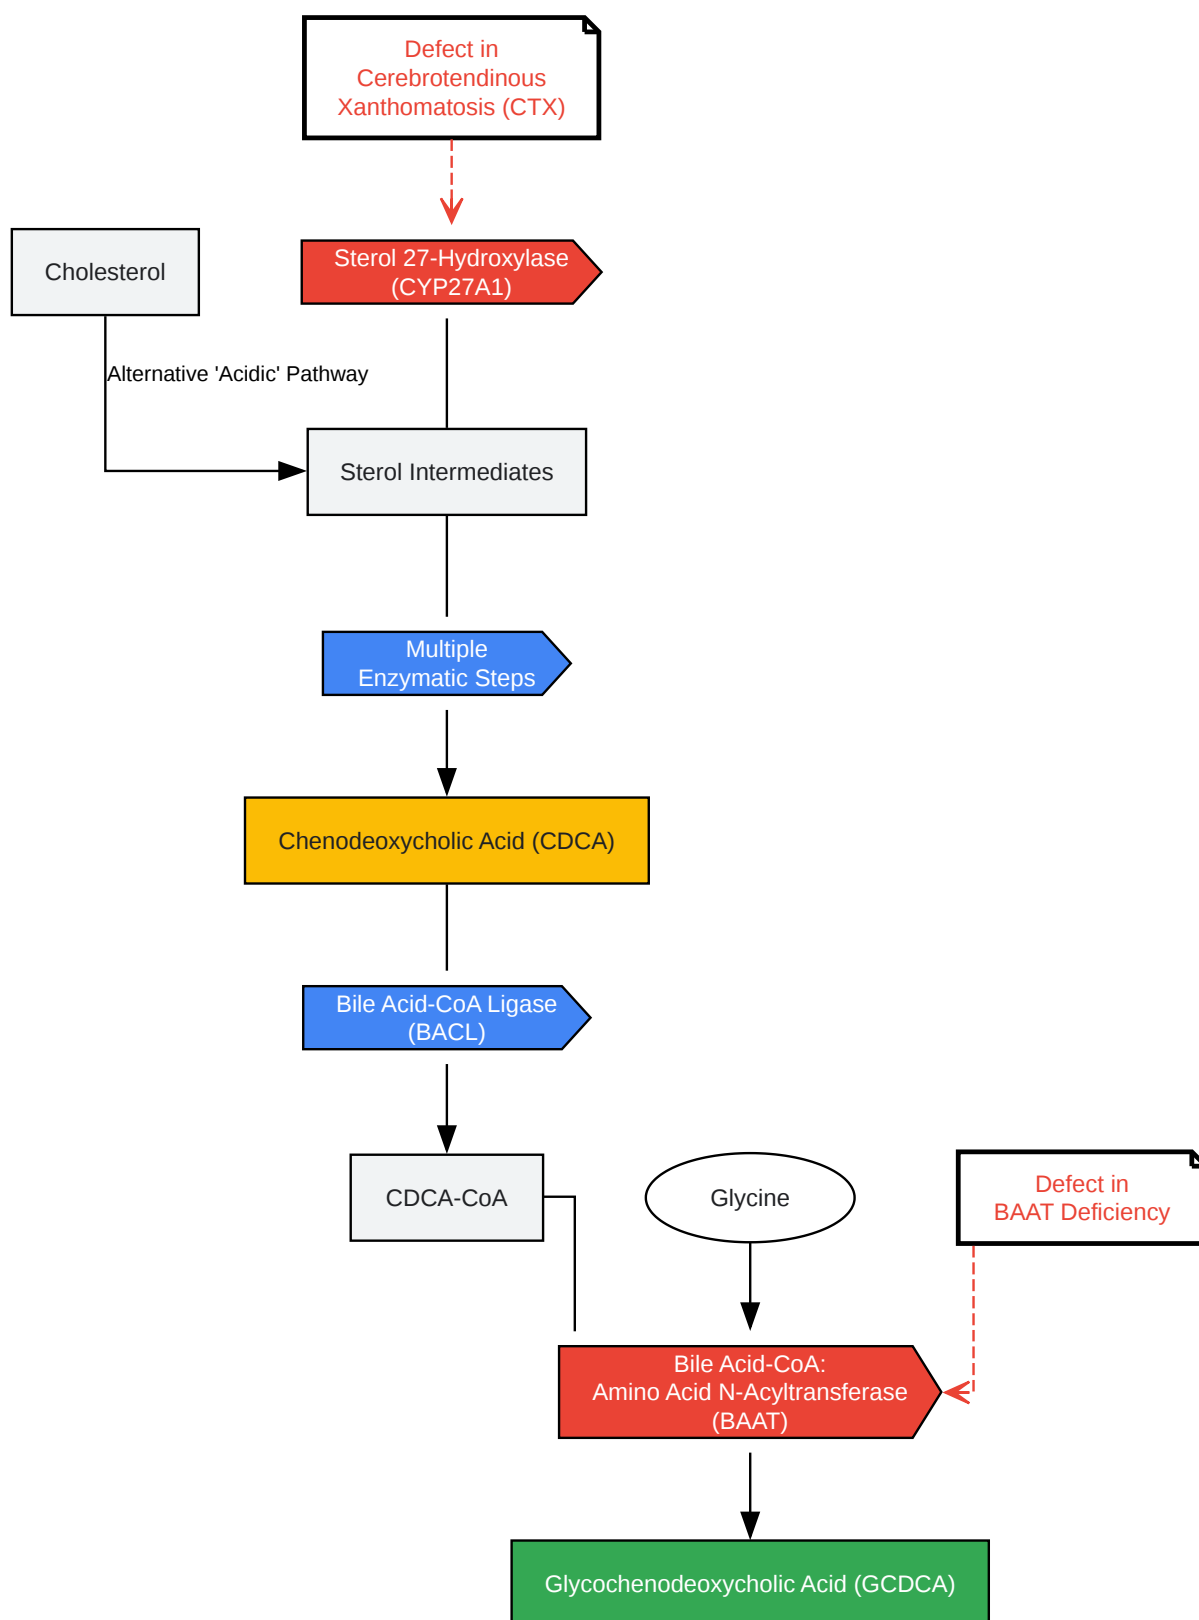 Defect in
Cerebrotendinous
Xanthomatosis (CTX)
Cholesterol
Sterol 27-Hydroxylase
(CYP27A1)
Alternative 'Acidic' Pathway
Sterol Intermediates
Multiple
Enzymatic Steps
Chenodeoxycholic Acid (CDCA)
Bile Acid-CoA Ligase
(BACL)
CDCA-CoA
Glycine
Defect in
BAAT Deficiency
Bile Acid-CoA:
Amino Acid N-Acyltransferase
(BAAT)
Glycochenodeoxycholic Acid (GCDCA)